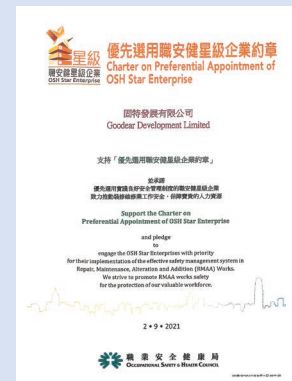 星級
職安健星級企業
OSH Star Enterprise
優先選用職安健星級企業約章
Charter on Preferential Appointment of
OSH Star Enterprise
固特發展有限公司
Goodear Development Limited
支持「優先選用職安健星級企業約章」
並承諾
優先選用實踐良好安全管理制度的職安健星級企業
致力推動裝修維修業工作安全，保障寶貴的人力資源
Support the Charter on
Preferential Appointment of OSH Star Enterprise
and pledge
to
engage the OSH Star Enterprises with priority
for their implementation of the effective safety management system in
Repair, Maintenance, Alteration and Addition (RMAA) Works.
We strive to promote RMAA works safety
for the protection of our valuable workforce.
2•9•2021
職業安全健康局
OCCUPATIONAL SAFETY & HEALTH COUNCIL